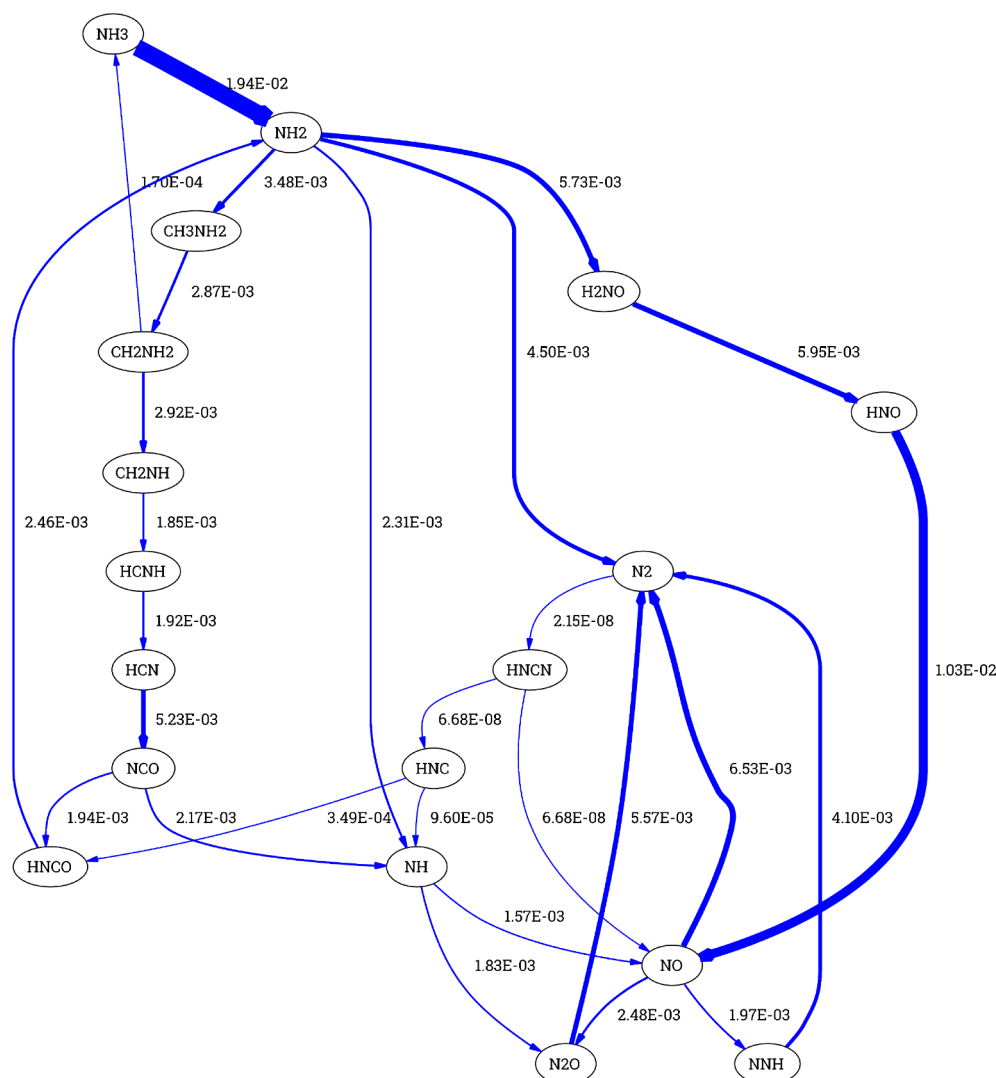 NH3
1.94E-02
NH2
1.70E-04
3.48E-03
5.73E-03
CH3NH2
2.87E-03
H2NO
CH2NH2
4.50E-03
5.95E-03
2.92E-03
HNO
CH2NH
2.46E-03
1.85E-03
2.31E-03
HCNH
N2
1.92E-03
2.15E-08
HCN
HNCN
1.03E-02
5.23E-03
6.68E-08
NCO
HNC
6.53E-03
1.94E-03
2.17E-03
3.49E-04
9.60E-05
6.68E-08
5.57E-03
4.10E-03
HNCO
NH
1.57E-03
1.83E-03
NO
2.48E-03
1.97E-03
N2O
NNH